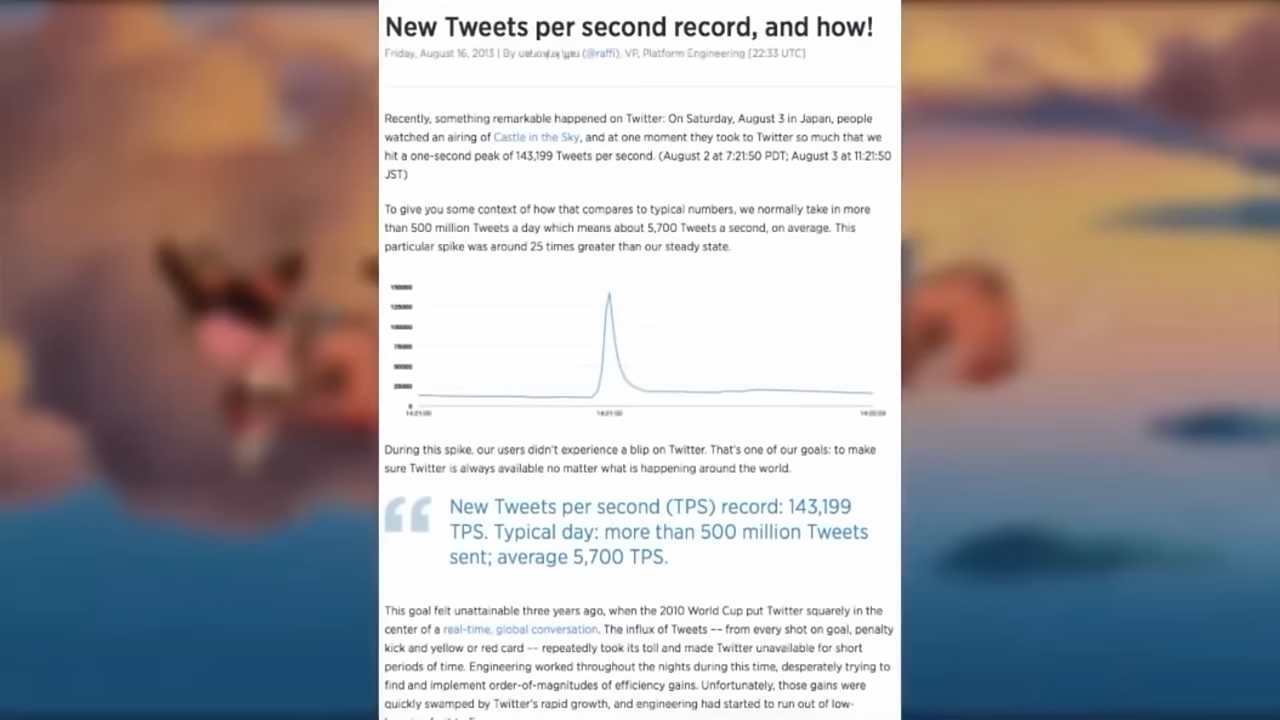 New Tweets per second record, and how!
Friday, August 16, 2013 | By (@raffi), VP, Platform Engineering [22:33 UTC]
Recently, something remarkable happened on Twitter: On Saturday, August 3 in Japan, people
watched an airing of Castle in the Sky, and at one moment they took to Twitter so much that we
hit a one-second peak of 143,199 Tweets per second. (August 2 at 7:21:50 PDT; August 3 at 11:21:50
JST)
To give you some context of how that compares to typical numbers, we normally take in more
than 500 million Tweets a day which means about 5,700 Tweets a second, on average. This
particular spike was around 25 times greater than our steady state.
150000
125000
100000
75000
50000
25000
0
During this spike, our users didn't experience a blip on Twitter. That's one of our goals: to make
sure Twitter is always available no matter what is happening around the world.
New Tweets per second (TPS) record: 143,199
TPS. Typical day: more than 500 million Tweets
sent; average 5,700 TPS.
This goal felt unattainable three years ago, when the 2010 World Cup put Twitter squarely in the
center of a real-time, global conversation. The influx of Tweets –– from every shot on goal, penalty
kick and yellow or red card –– repeatedly took its toll and made Twitter unavailable for short
periods of time. Engineering worked throughout the nights during this time, desperately trying to
find and implement order-of-magnitudes of efficiency gains. Unfortunately, those gains were
quickly swamped by Twitter's rapid growth, and engineering had started to run out of low-